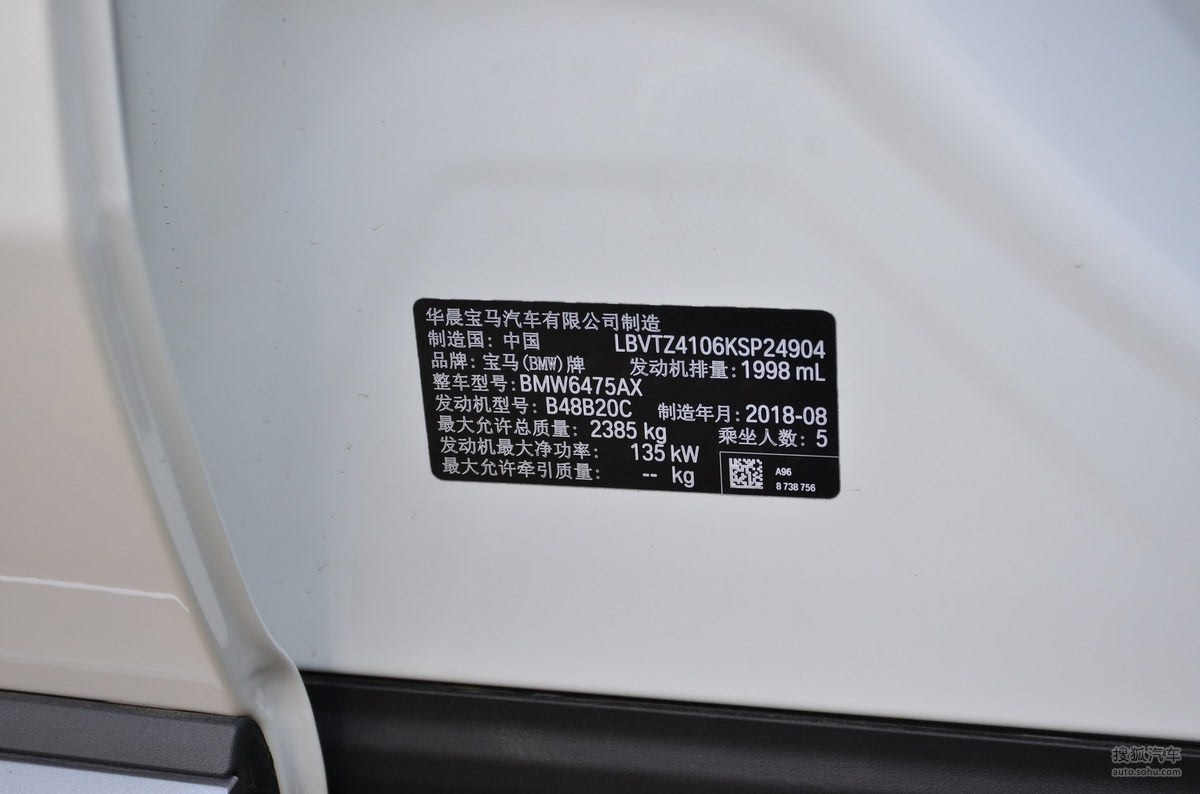 华晨宝马汽车有限公司制造
制造国：中国 LBVTZ4106KSP24904
品牌：宝马(BMW)牌 发动机排量：1998 mL
整车型号：BMW6475AX
发动机型号：B48B20C 制造年月：2018-08
最大允许总质量：2385 kg 乘坐人数：5
发动机最大净功率：135 kW
最大允许牵引质量：-- kg
A96
8 738 756
搜狐汽车
auto.sohu.com